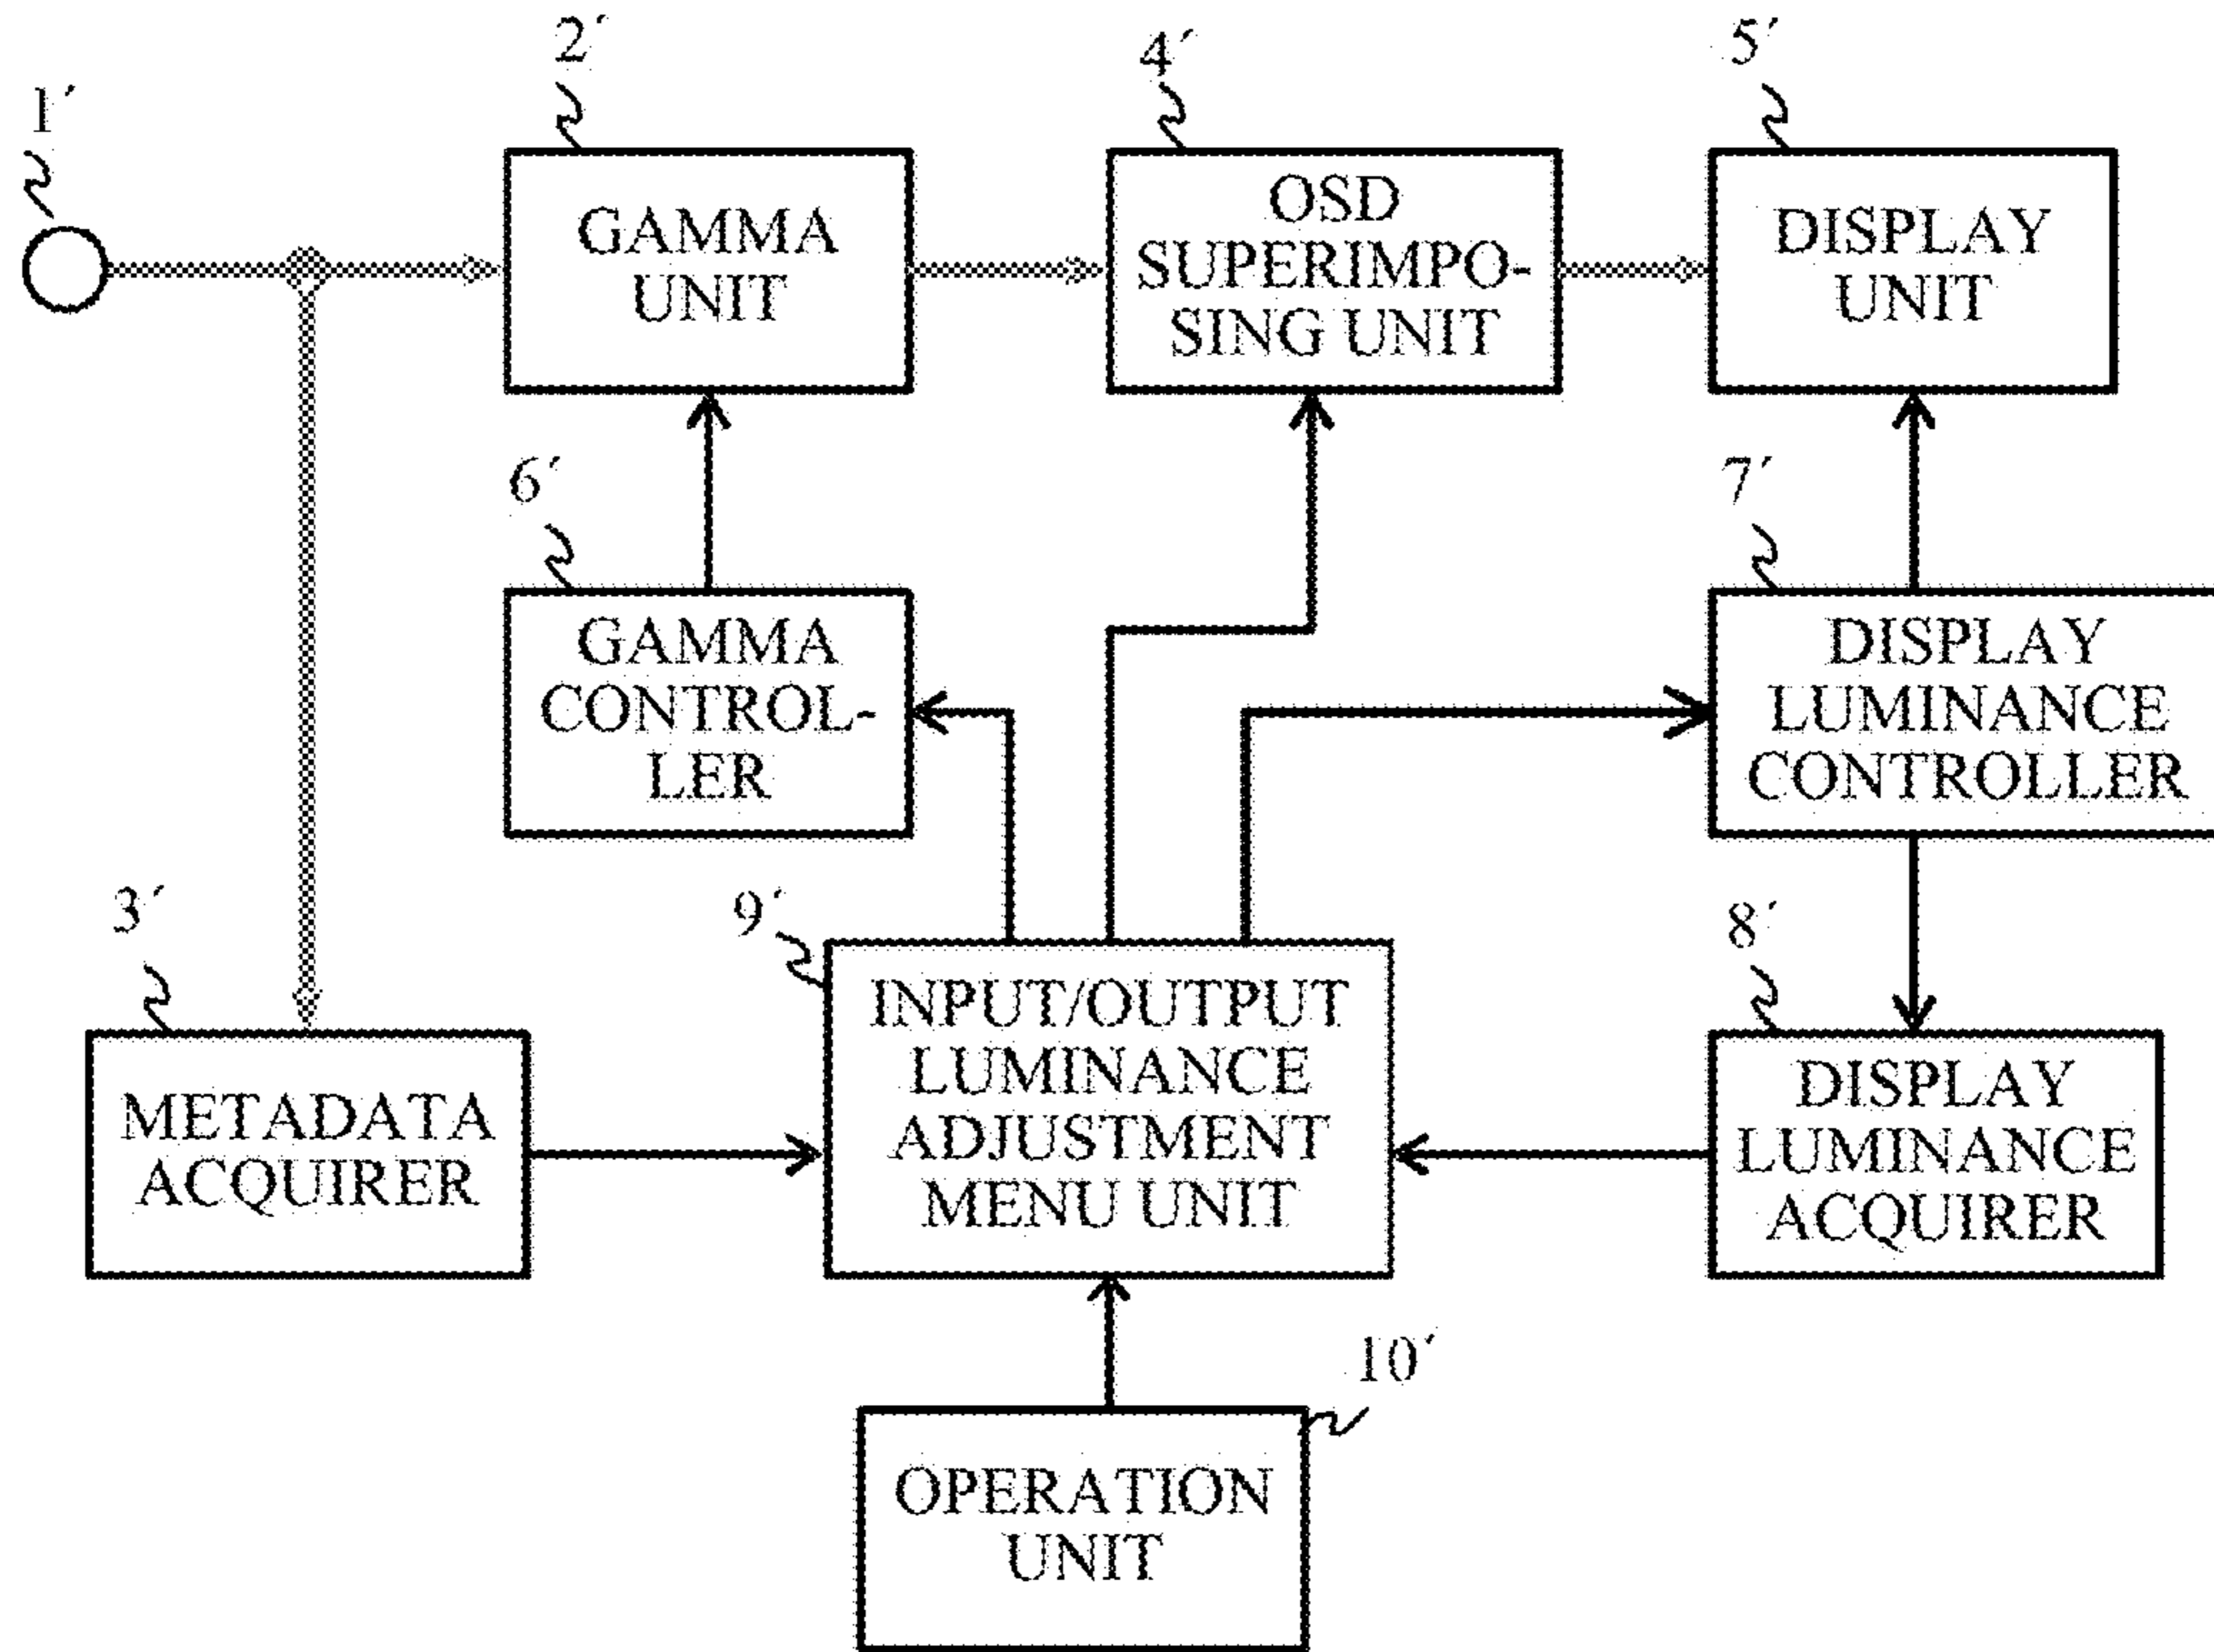 1´
2´
4´
5´
GAMMA
UNIT
OSD
SUPERIMPO-
SING UNIT
DISPLAY
UNIT
6´
7´
GAMMA
CONTROL-
LER
DISPLAY
LUMINANCE
CONTROLLER
3´
9´
8´
METADATA
ACQUIRER
INPUT/OUTPUT
LUMINANCE
ADJUSTMENT
MENU UNIT
DISPLAY
LUMINANCE
ACQUIRER
10´
OPERATION
UNIT